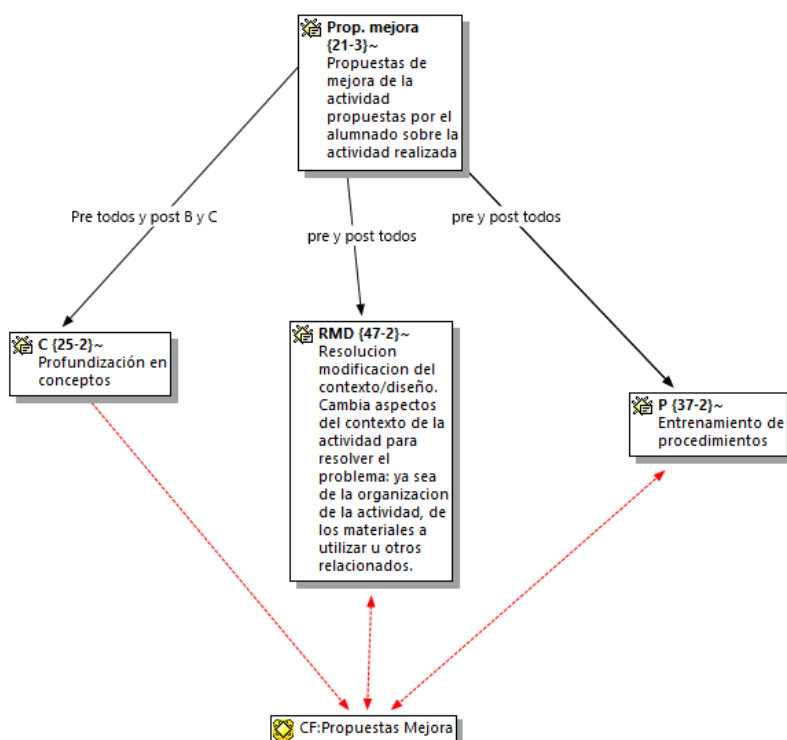 Prop. mejora
{21-3}~
Propuestas de
mejora de la
actividad
propuestas por el
alumnado sobre la
actividad realizada
Pre todos y post B y C
pre y post todos
pre y post todos
C {25-2}~
Profundización en
conceptos
RMD {47-2}~
Resolucion
modificacion del
contexto/diseño.
Cambia aspectos
del contexto de la
actividad para
resolver el
problema: ya sea
de la organizacion
de la actividad, de
los materiales a
utilizar u otros
relacionados.
P {37-2}~
Entrenamiento de
procedimientos
CF:Propuestas Mejora